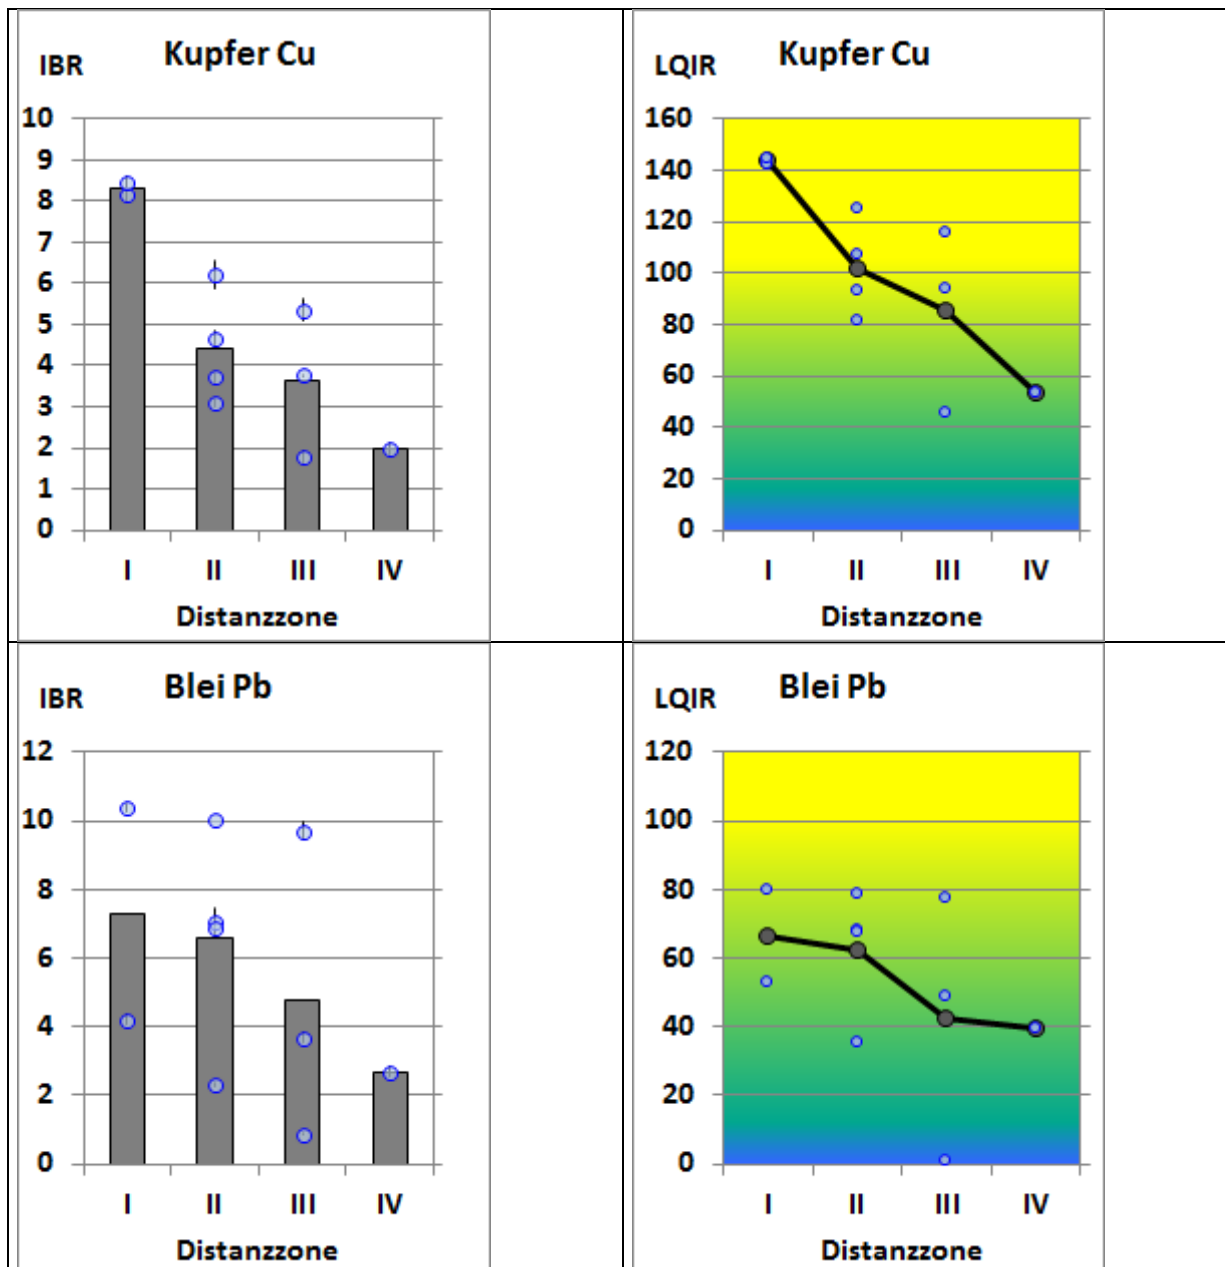 IBR Kupfer Cu
10
9
8
7
6
5
4
3
2
1
0
I II III IV
Distanzzone
LQIR Kupfer Cu
160
140
120
100
80
60
40
20
0
I II III IV
Distanzzone
IBR Blei Pb
12
10
8
6
4
2
0
I II III IV
Distanzzone
LQIR Blei Pb
120
100
80
60
40
20
0
I II III IV
Distanzzone